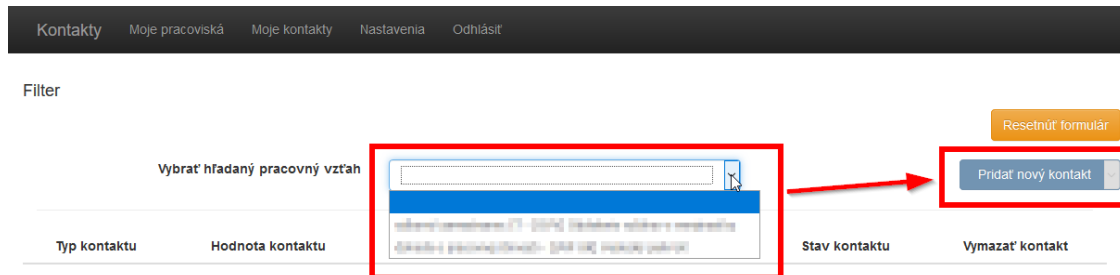 Kontakty Moje pracoviská Moje kontakty Nastavenia Odhlásiť
Filter
Resetnúť formulár
Vybrať hľadaný pracovný vzťah
Pridať nový kontakt
Typ kontaktu Hodnota kontaktu Stav kontaktu Vymazať kontakt